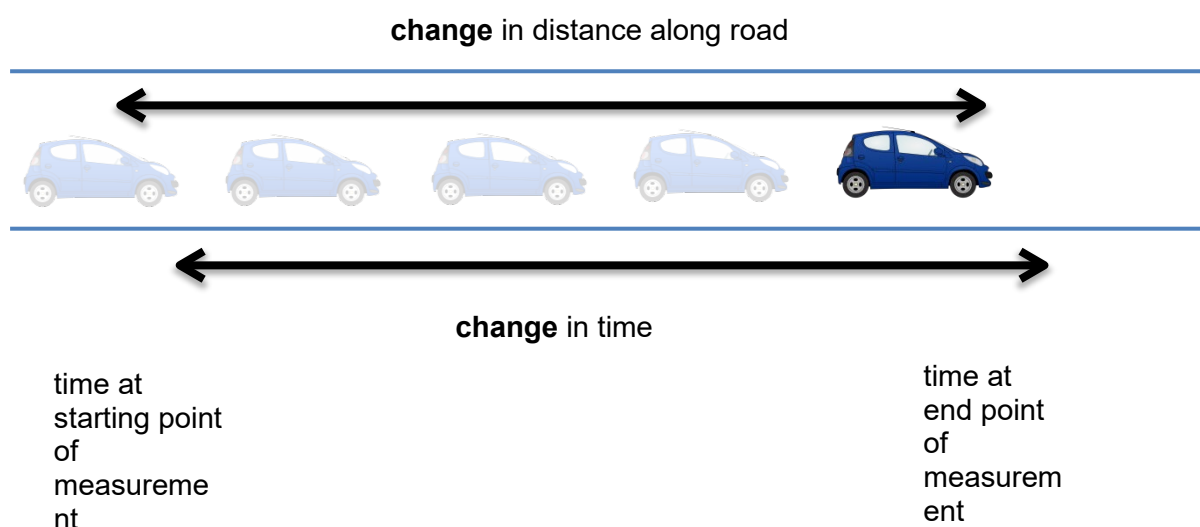 change in distance along road
change in time
time at
starting point
of
measureme
nt
time at
end point
of
measurem
ent